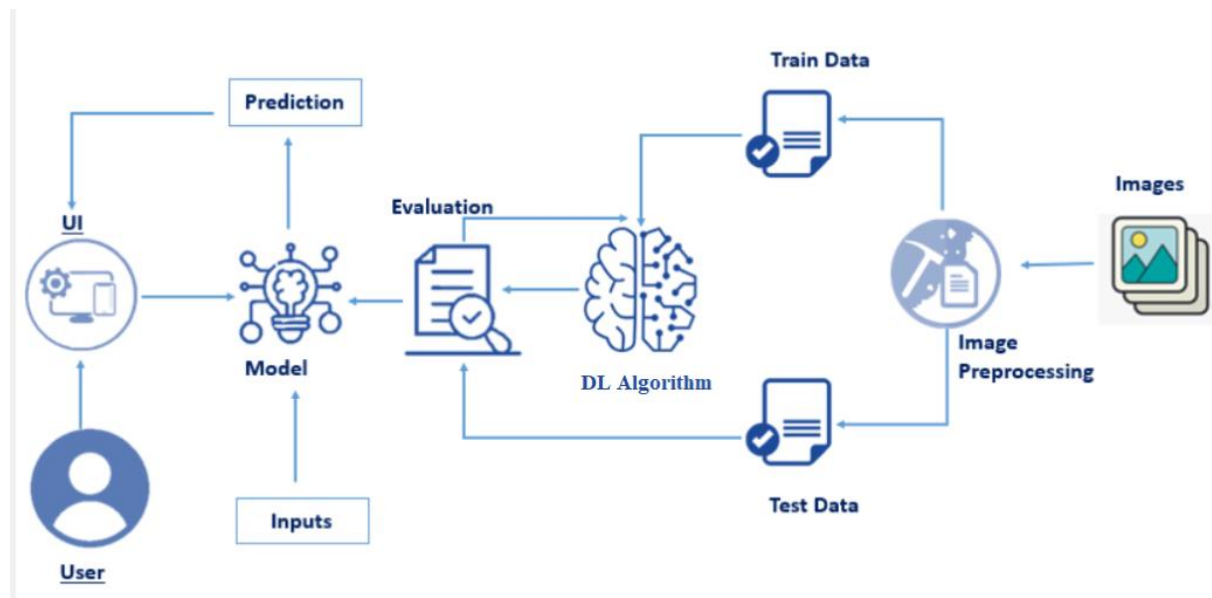 Train Data
Prediction
Images
Evaluation
UI
Image
Preprocessing
Model
DL Algorithm
Test Data
Inputs
User